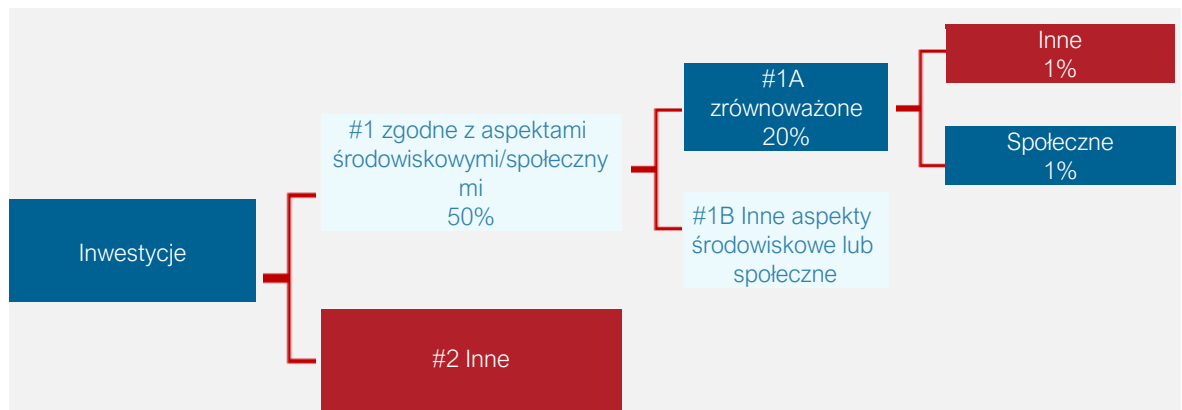 Inwestycje
#1 zgodne z aspektami
środowiskowymi/społeczny
mi
50%
#2 Inne
#1A
zrównoważone
20%
#1B Inne aspekty
środowiskowe lub
społeczne
Inne
1%
Społeczne
1%